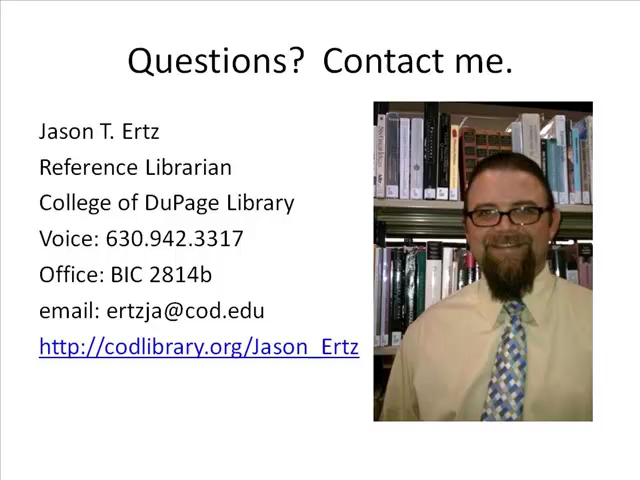 Questions?  Contact me.
Jason T. Ertz
Reference Librarian
College of DuPage Library
Voice: 630.942.3317
Office: BIC 2814b
email: ertzja@cod.edu
http://codlibrary.org/Jason_Ertz